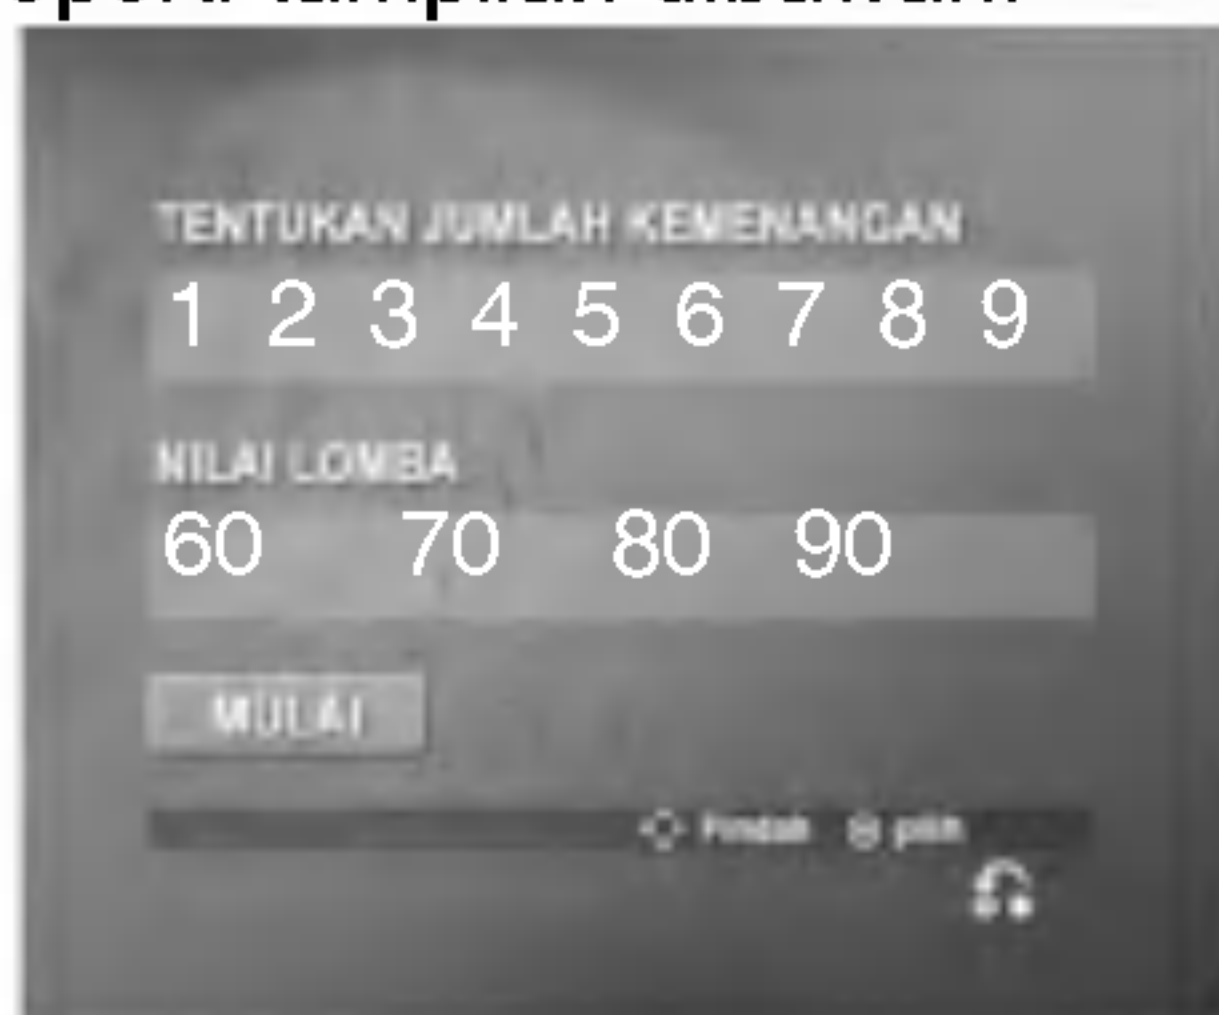 TENTUKAN JUMLAH KEMENANGAN
1 2 3 4 5 6 7 8 9
NILAI LOMBA
60 70 80 90
MULAI
Pindah pilih